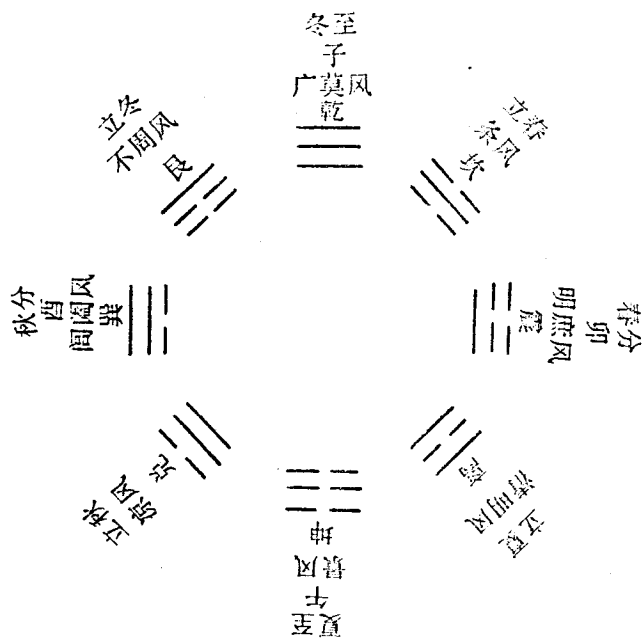 冬至
子
广莫风
乾
立春
条风
坎
春分
卯
明庶风
震
立夏
清明风
离
夏至
午
景风
坤
立秋
凉风
兑
秋分
酉
阊阖风
巽
立冬
不周风
艮